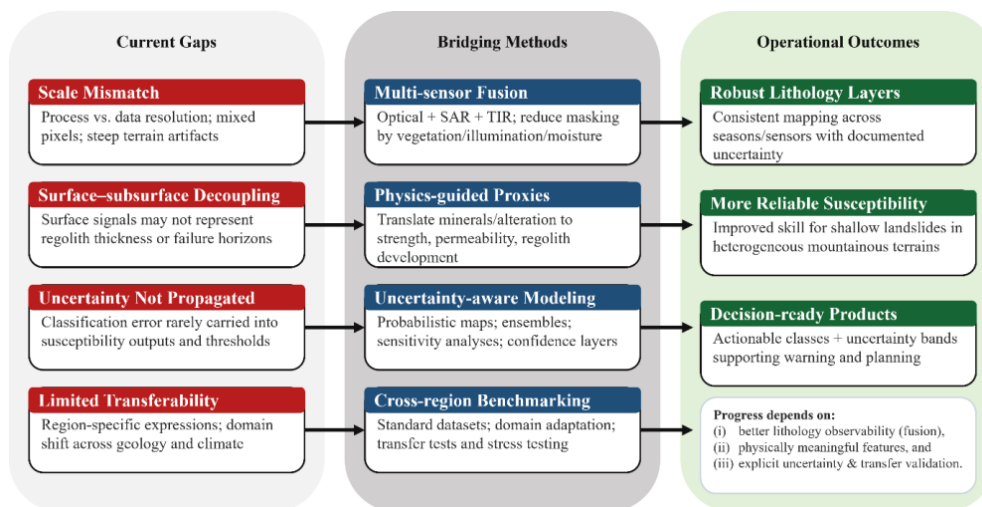 Current Gaps
Scale Mismatch
Process vs. data resolution; mixed
pixels; steep terrain artifacts
Surface–subsurface Decoupling
Surface signals may not represent
regolith thickness or failure horizons
Uncertainty Not Propagated
Classification error rarely carried into
susceptibility outputs and thresholds
Limited Transferability
Region-specific expressions; domain
shift across geology and climate
Bridging Methods
Multi-sensor Fusion
Optical + SAR + TIR; reduce masking
by vegetation/illumination/moisture
Physics-guided Proxies
Translate minerals/alteration to
strength, permeability, regolith
development
Uncertainty-aware Modeling
Probabilistic maps; ensembles;
sensitivity analyses; confidence layers
Cross-region Benchmarking
Standard datasets; domain adaptation;
transfer tests and stress testing
Operational Outcomes
Robust Lithology Layers
Consistent mapping across
seasons/sensors with documented
uncertainty
More Reliable Susceptibility
Improved skill for shallow landslides in
heterogeneous mountainous terrains
Decision-ready Products
Actionable classes + uncertainty bands
supporting warning and planning
Progress depends on:
(i) better lithology observability (fusion),
(ii) physically meaningful features, and
(iii) explicit uncertainty & transfer validation.